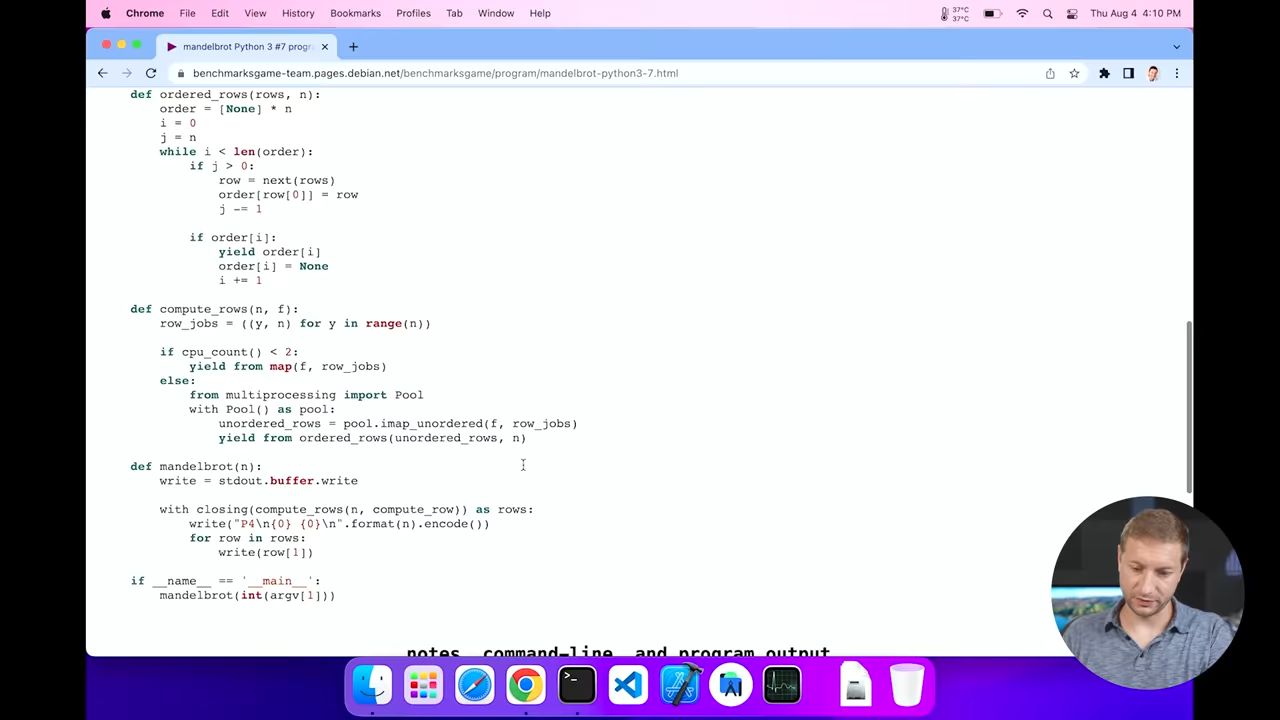 Chrome File Edit View History Bookmarks Profiles Tab Window Help
37°C
37°C
Thu Aug 4 4:10 PM
mandelbrot Python 3 #7 progr
benchmarksgame-team.pages.debian.net/benchmarksgame/program/mandelbrot-python3-7.html
def ordered_rows(rows, n):
order = [None] * n
i = 0
j = n
while i < len(order):
if j > 0:
row = next(rows)
order[row[0]] = row
j -= 1
if order[i]:
yield order[i]
order[i] = None
i += 1
def compute_rows(n, f):
row_jobs = ((y, n) for y in range(n))
if cpu_count() < 2:
yield from map(f, row_jobs)
else:
from multiprocessing import Pool
with Pool() as pool:
unordered_rows = pool.imap_unordered(f, row_jobs)
yield from ordered_rows(unordered_rows, n)
def mandelbrot(n):
write = stdout.buffer.write
with closing(compute_rows(n, compute_row)) as rows:
write("P4\n{0} {0}\n".format(n).encode())
for row in rows:
write(row[1])
if __name__ == '__main__':
mandelbrot(int(argv[1]))
notes, command-line, and program output